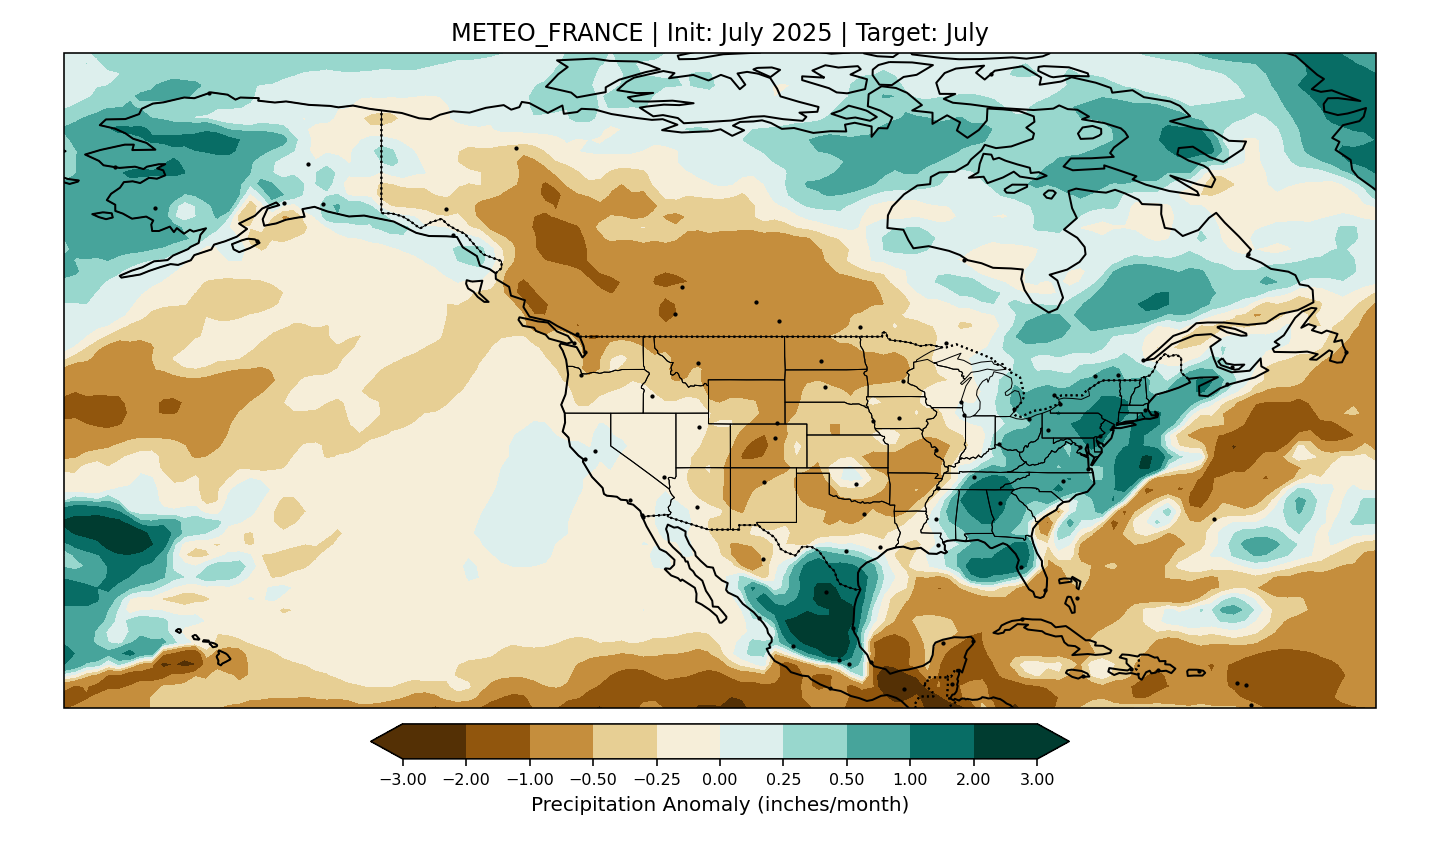 METEO_FRANCE | Init: July 2025 | Target: July
−3.00 −2.00 −1.00 −0.50 −0.25 0.00 0.25 0.50 1.00 2.00 3.00
Precipitation Anomaly (inches/month)